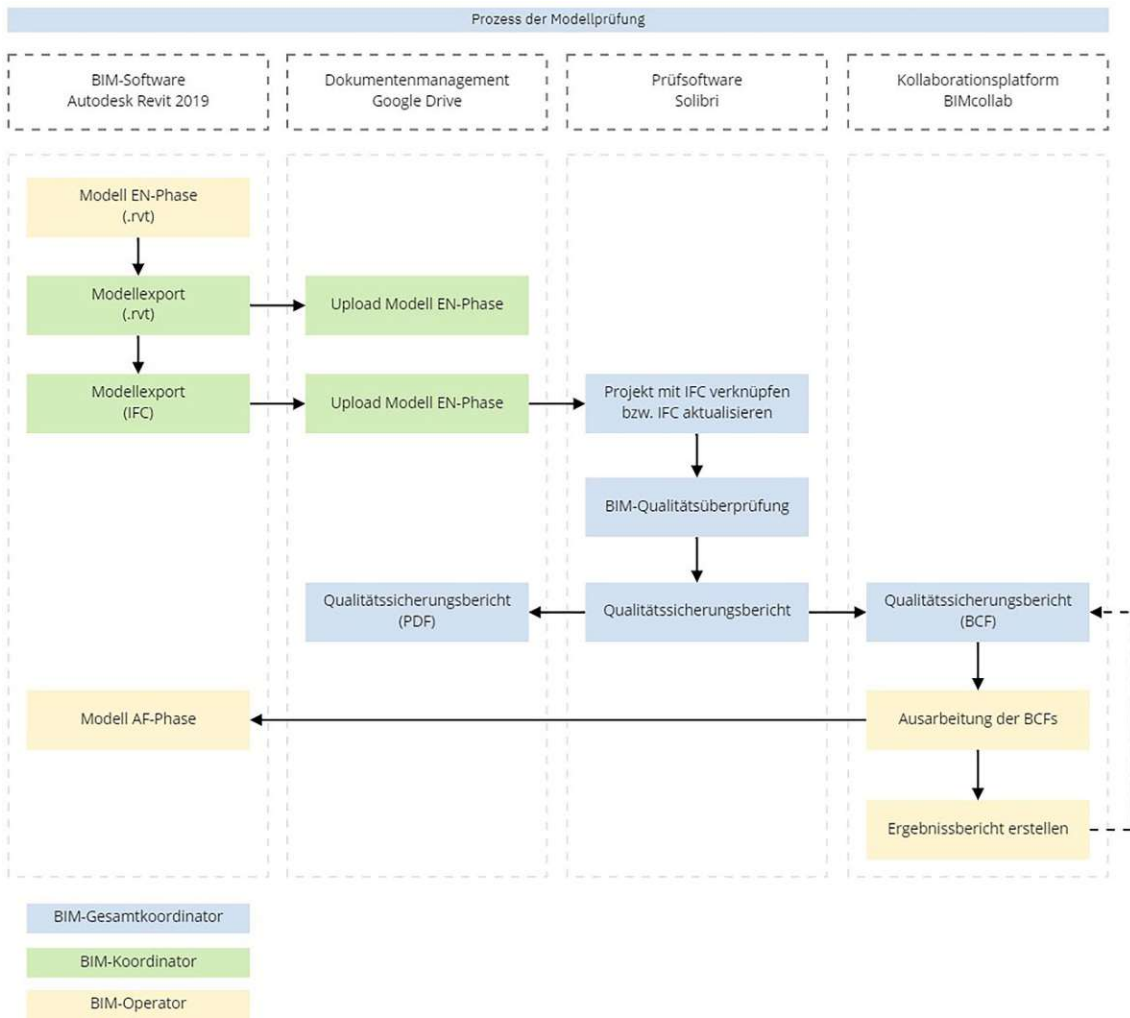 Prozess der Modellprüfung
BIM-Software
Autodesk Revit 2019
Dokumentenmanagement
Google Drive
Prüfsoftware
Solibri
Kollaborationsplatform
BIMcollab
Modell EN-Phase
(.rvt)
Modellexport
(.rvt)
Upload Modell EN-Phase
Modellexport
(IFC)
Upload Modell EN-Phase
Projekt mit IFC verknüpfen
bzw. IFC aktualisieren
BIM-Qualitätsüberprüfung
Qualitätssicherungsbericht
(PDF)
Qualitätssicherungsbericht
Qualitätssicherungsbericht
(BCF)
Modell AF-Phase
Ausarbeitung der BCFs
Ergebnissbericht erstellen
BIM-Gesamtkoordinator
BIM-Koordinator
BIM-Operator